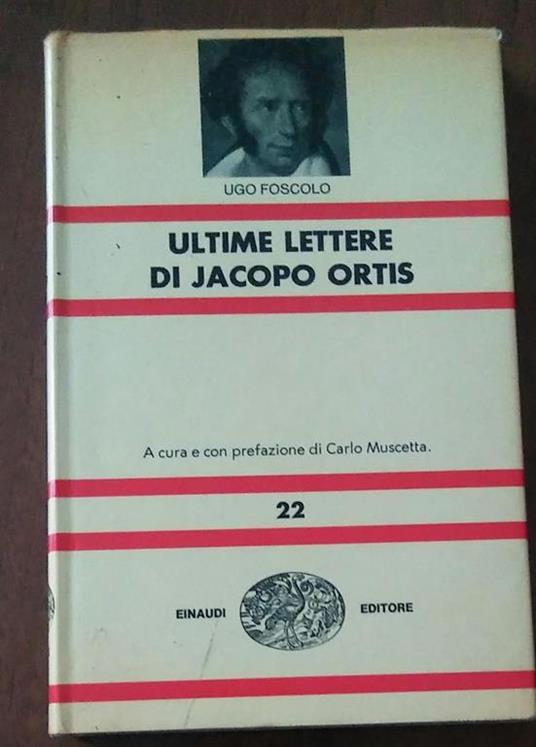 UGO FOSCOLO
ULTIME LETTERE
DI JACOPO ORTIS
A cura e con prefazione di Carlo Muscetta.
22
EINAUDI EDITORE